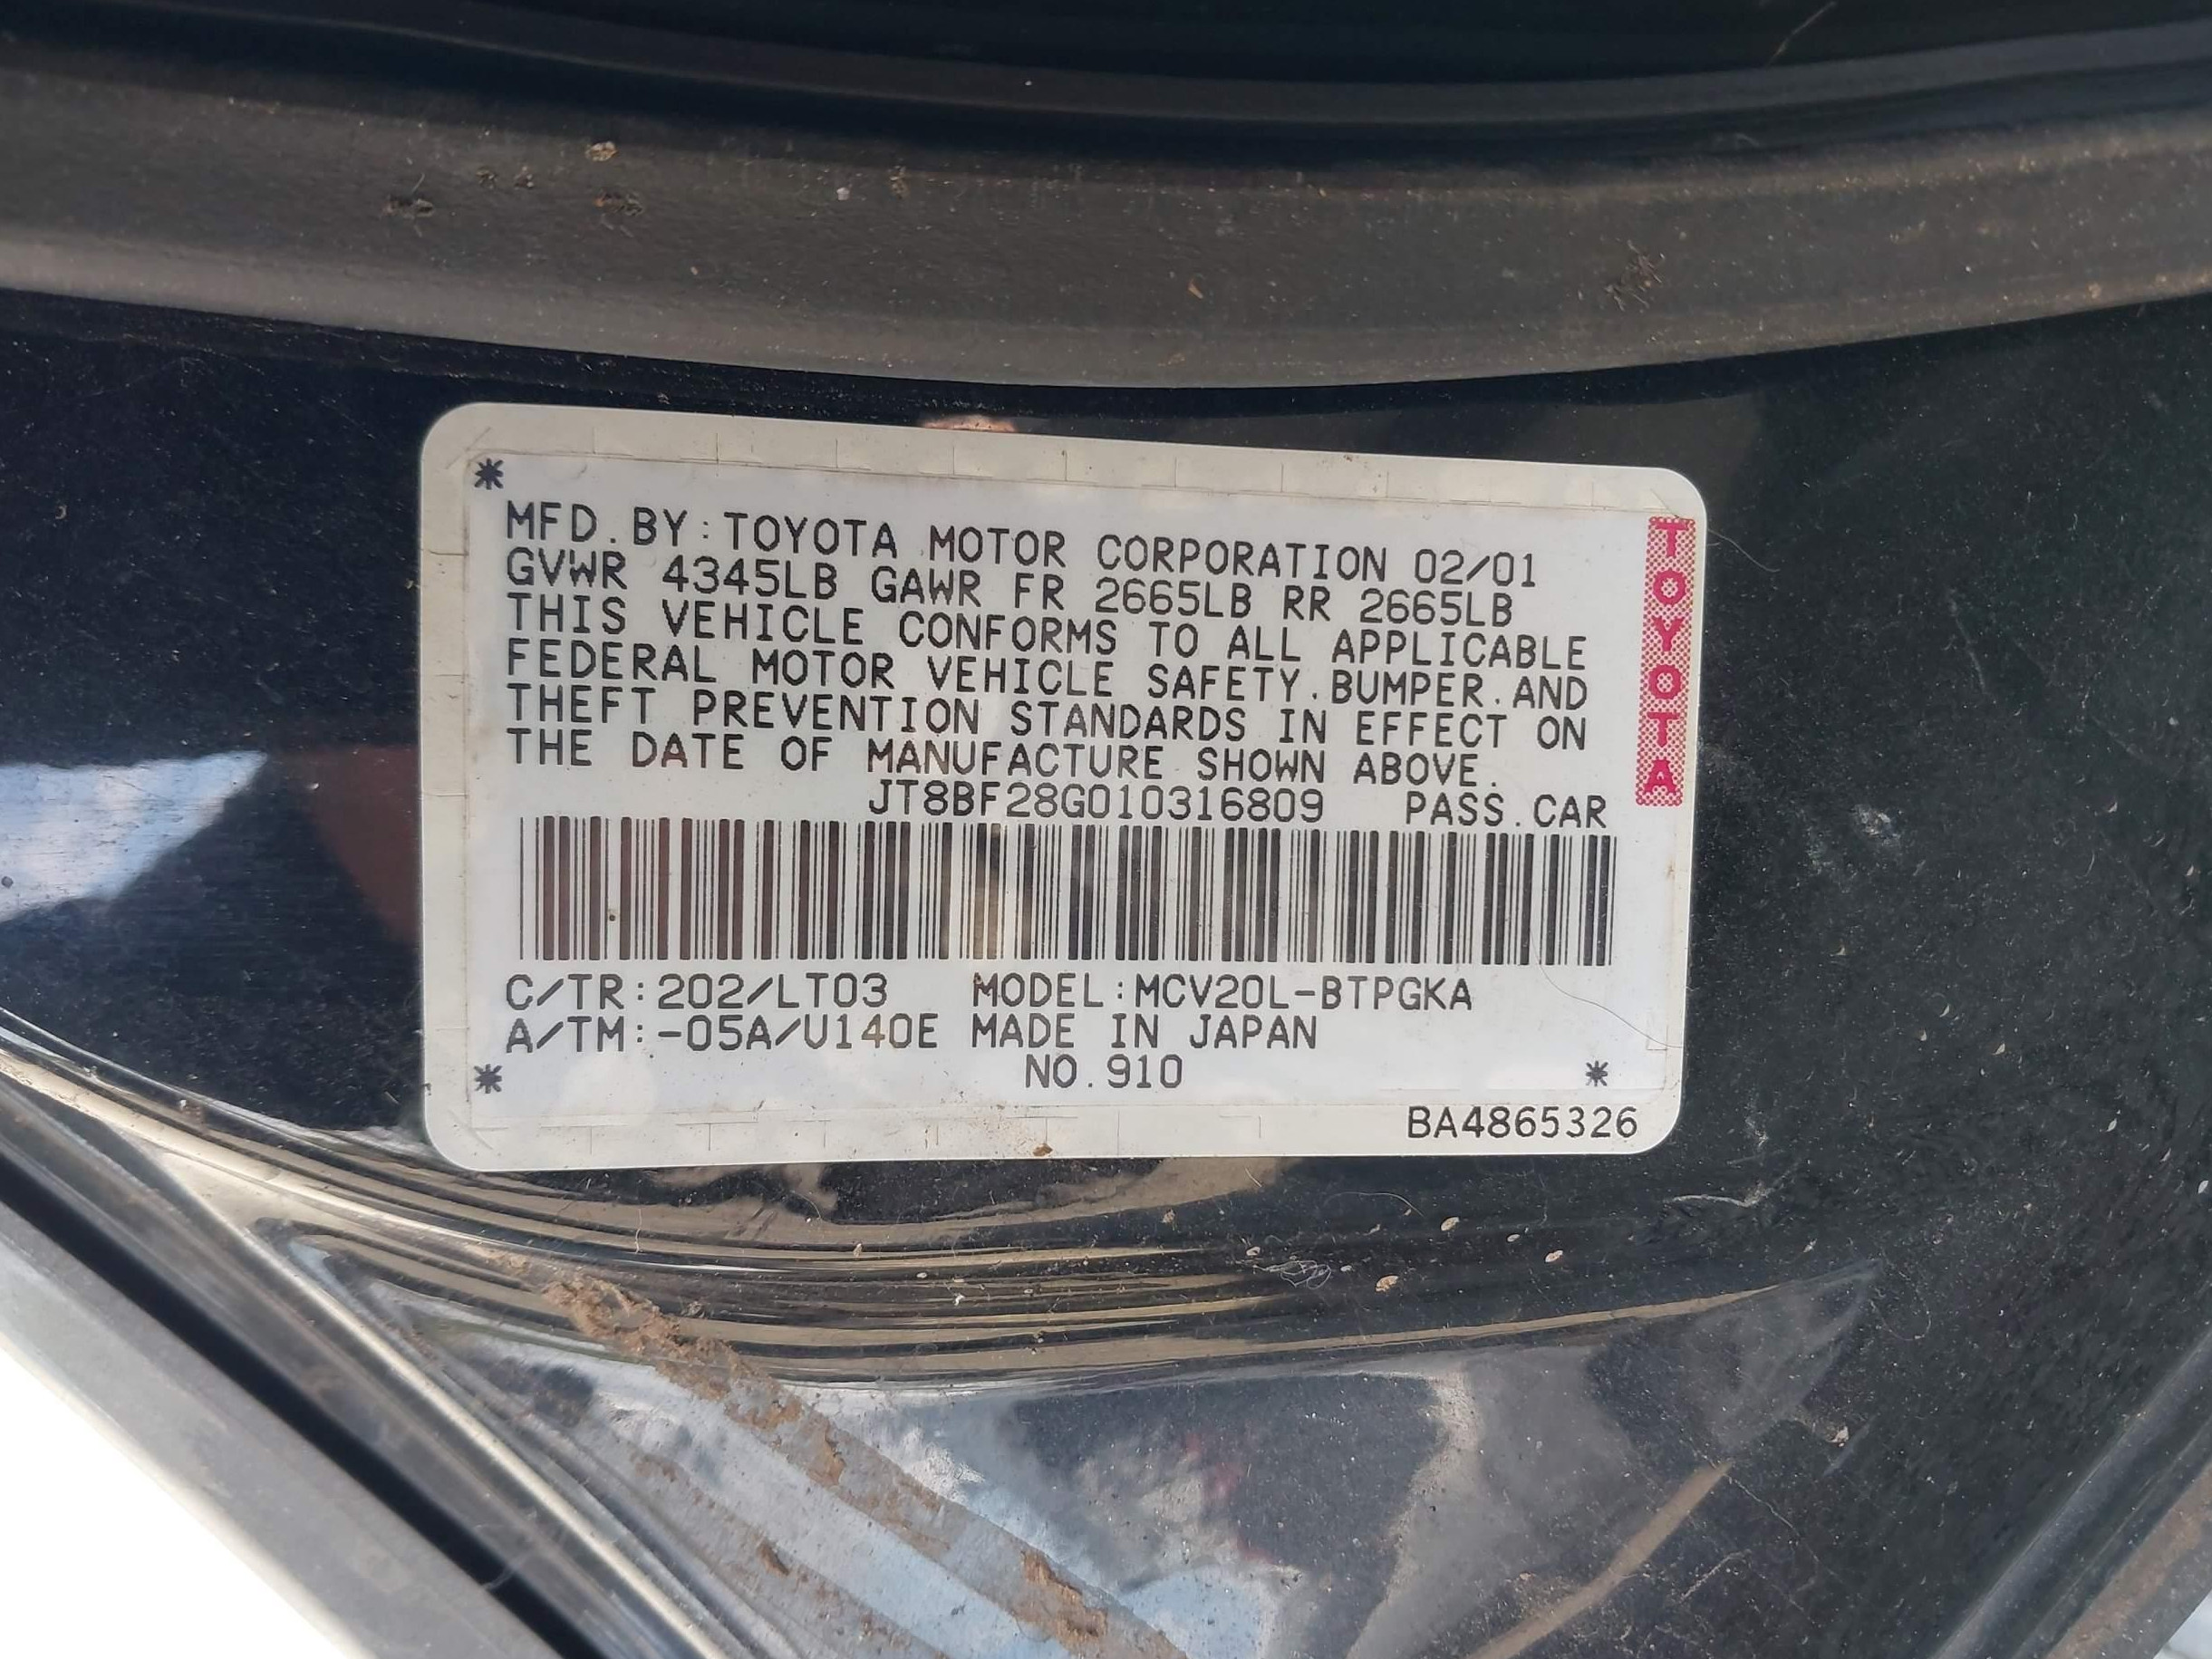 MFD.BY:TOYOTA MOTOR CORPORATION 02/01
GVWR 4345LB GAWR FR 2665LB RR 2665LB
THIS VEHICLE CONFORMS TO ALL APPLICABLE
FEDERAL MOTOR VEHICLE SAFETY.BUMPER.AND
THEFT PREVENTION STANDARDS IN EFFECT ON
THE DATE OF MANUFACTURE SHOWN ABOVE.
JT8BF28G010316809 PASS.CAR
C/TR:202/LT03 MODEL:MCV20L-BTPGKA
A/TM:-05A/U140E MADE IN JAPAN
NO.910
BA4865326
TOYOTA